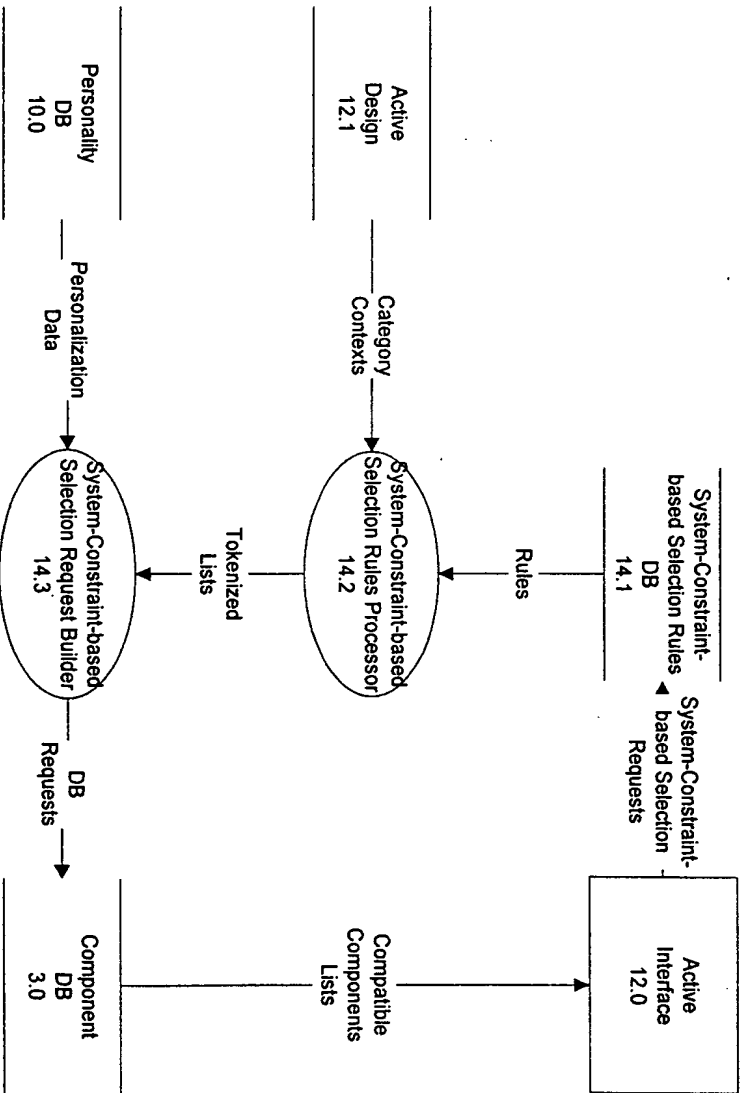 System-Constraint-
based Selection Rules
DB
14.1
System-Constraint-
based Selection
Requests
Active
Interface
12.0
Rules
Active
Design
12.1
Category
Contexts
System-Constraint-based
Selection Rules Processor
14.2
Compatible
Components
Lists
Tokenized
Lists
Personality
DB
10.0
Personalization
Data
System-Constraint-based
Selection Request Builder
14.3
DB
Requests
Component
DB
3.0